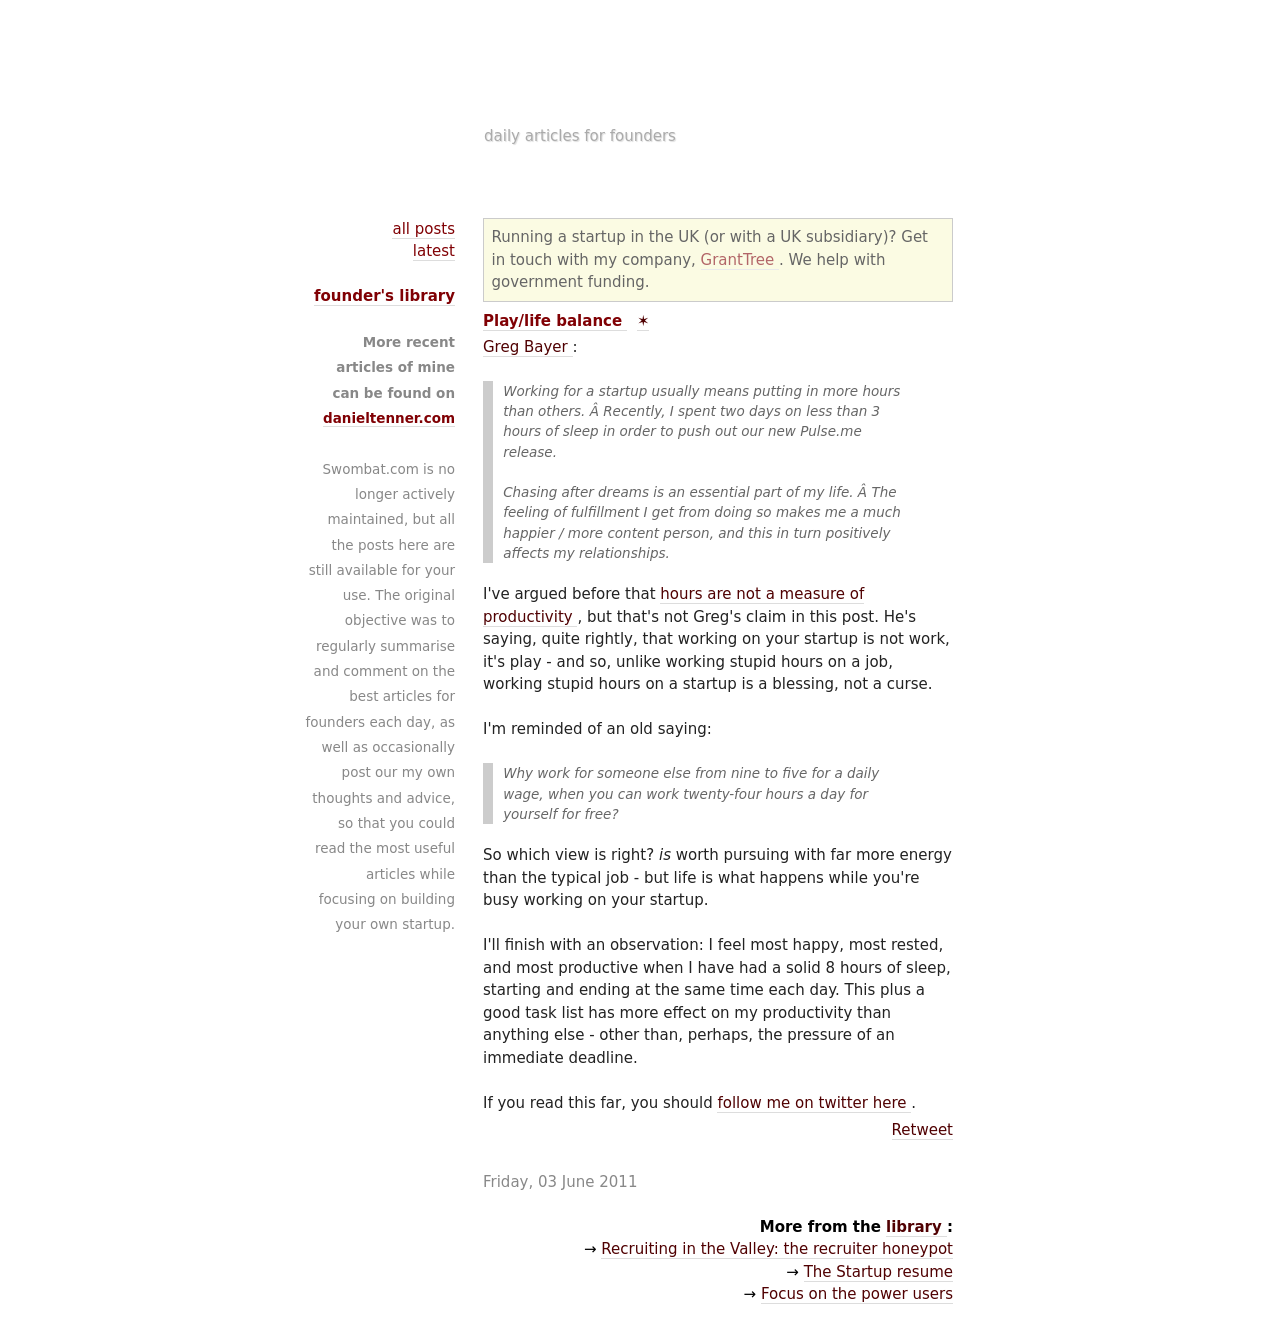 daily articles for founders
all posts
latest
founder's library
More recent
articles of mine
can be found on
danieltenner.com
Swombat.com is no
longer actively
maintained, but all
the posts here are
still available for your
use. The original
objective was to
regularly summarise
and comment on the
best articles for
founders each day, as
well as occasionally
post our my own
thoughts and advice,
so that you could
read the most useful
articles while
focusing on building
your own startup.
Running a startup in the UK (or with a UK subsidiary)? Get
in touch with my company, GrantTree . We help with
government funding.
Play/life balance ✶
Greg Bayer :
Working for a startup usually means putting in more hours
than others. Â Recently, I spent two days on less than 3
hours of sleep in order to push out our new Pulse.me
release.
Chasing after dreams is an essential part of my life. Â The
feeling of fulfillment I get from doing so makes me a much
happier / more content person, and this in turn positively
affects my relationships.
I've argued before that hours are not a measure of
productivity , but that's not Greg's claim in this post. He's
saying, quite rightly, that working on your startup is not work,
it's play - and so, unlike working stupid hours on a job,
working stupid hours on a startup is a blessing, not a curse.
I'm reminded of an old saying:
Why work for someone else from nine to five for a daily
wage, when you can work twenty-four hours a day for
yourself for free?
So which view is right? is worth pursuing with far more energy
than the typical job - but life is what happens while you're
busy working on your startup.
I'll finish with an observation: I feel most happy, most rested,
and most productive when I have had a solid 8 hours of sleep,
starting and ending at the same time each day. This plus a
good task list has more effect on my productivity than
anything else - other than, perhaps, the pressure of an
immediate deadline.
If you read this far, you should follow me on twitter here .
Retweet
Friday, 03 June 2011
More from the library :
→ Recruiting in the Valley: the recruiter honeypot
→ The Startup resume
→ Focus on the power users